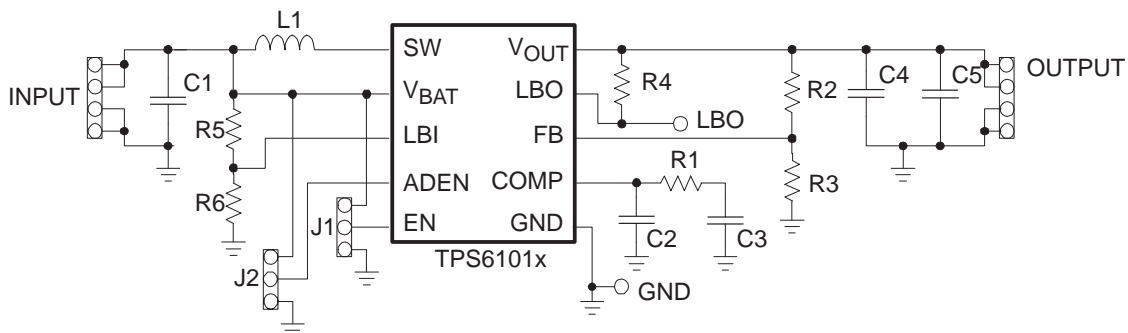 L1
SW
VOUT
INPUT
C1
VBAT
R4
LBO
R2
C4
C5
OUTPUT
R5
LBI
FB
LBO
R6
ADEN
COMP
R1
R3
J1
EN
GND
C2
C3
J2
TPS6101x
GND